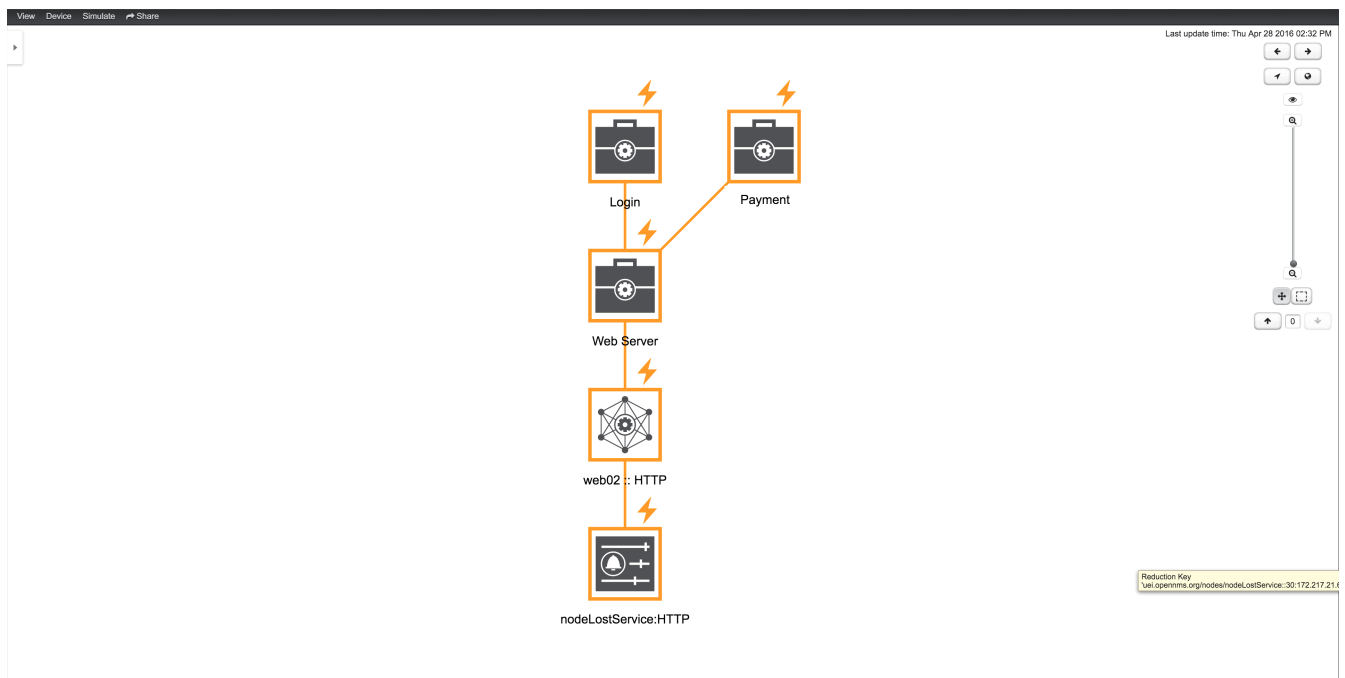 View Device Simulate Share
Last update time: Thu Apr 28 2016 02:32 PM
Login
Payment
Web Server
0
web02 :: HTTP
Reduction Key
'uei.opennms.org/nodes/nodeLostService::30:172.217.21.
nodeLostService:HTTP